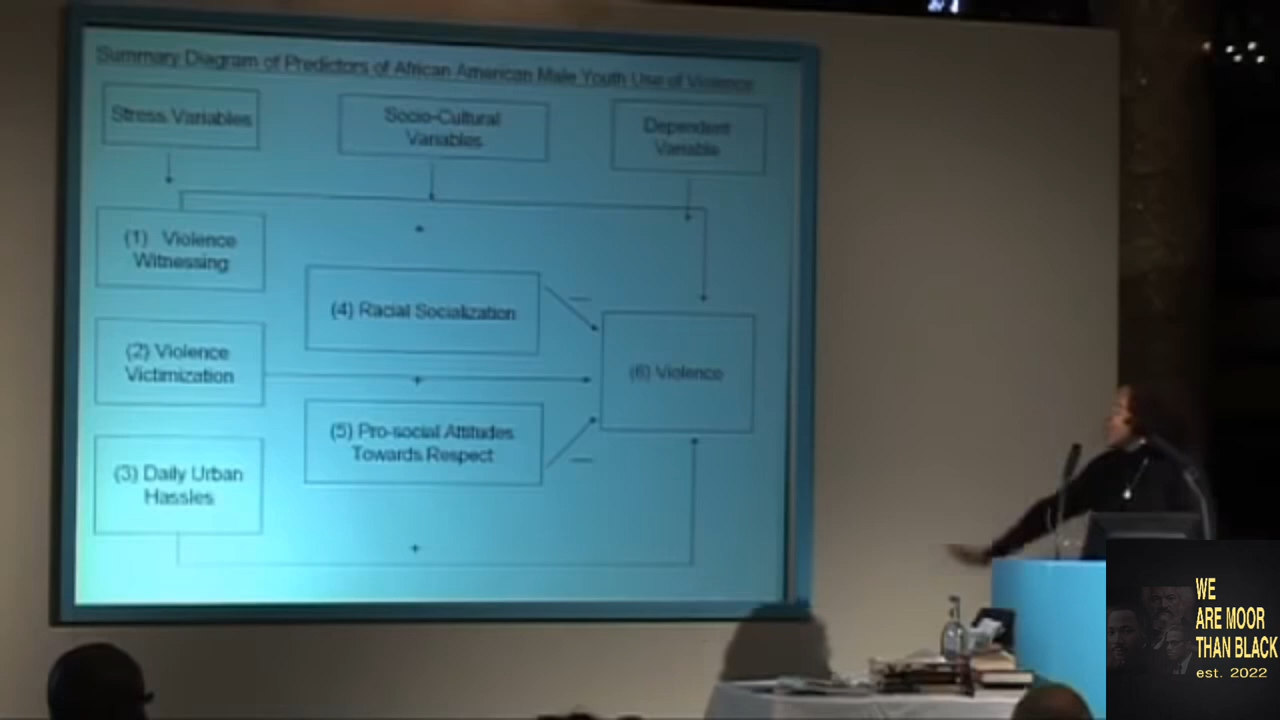 Summary Diagram of Predictors of African American Male Youth Use of Violence
Stress Variables
Socio-Cultural
Variables
Dependent
Variable
(1) Violence
Witnessing
+
(4) Racial Socialization
—
(2) Violence
Victimization
+
(6) Violence
(5) Pro-social Attitudes
Towards Respect
—
(3) Daily Urban
Hassles
+
WE
ARE MOOR
THAN BLACK
est. 2022